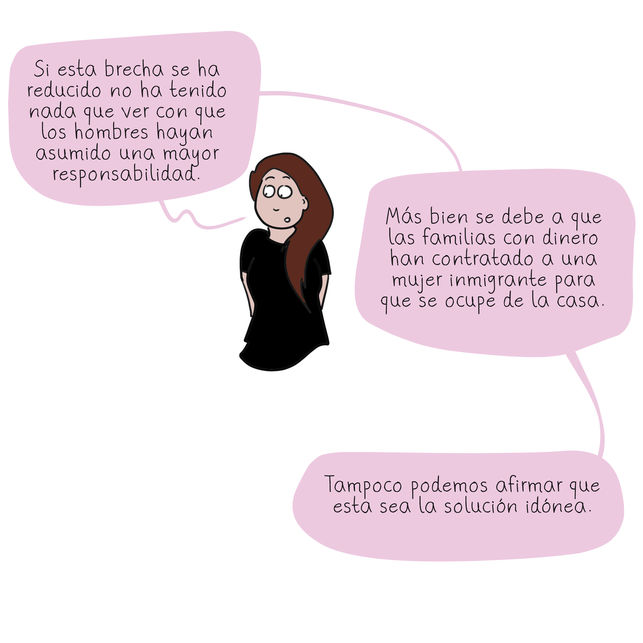 Si esta brecha se ha
reducido no ha tenido
nada que ver con que
los hombres hayan
asumido una mayor
responsabilidad.
Más bien se debe a que
las familias con dinero
han contratado a una
mujer inmigrante para
que se ocupe de la casa.
Tampoco podemos afirmar que
esta sea la solución idónea.